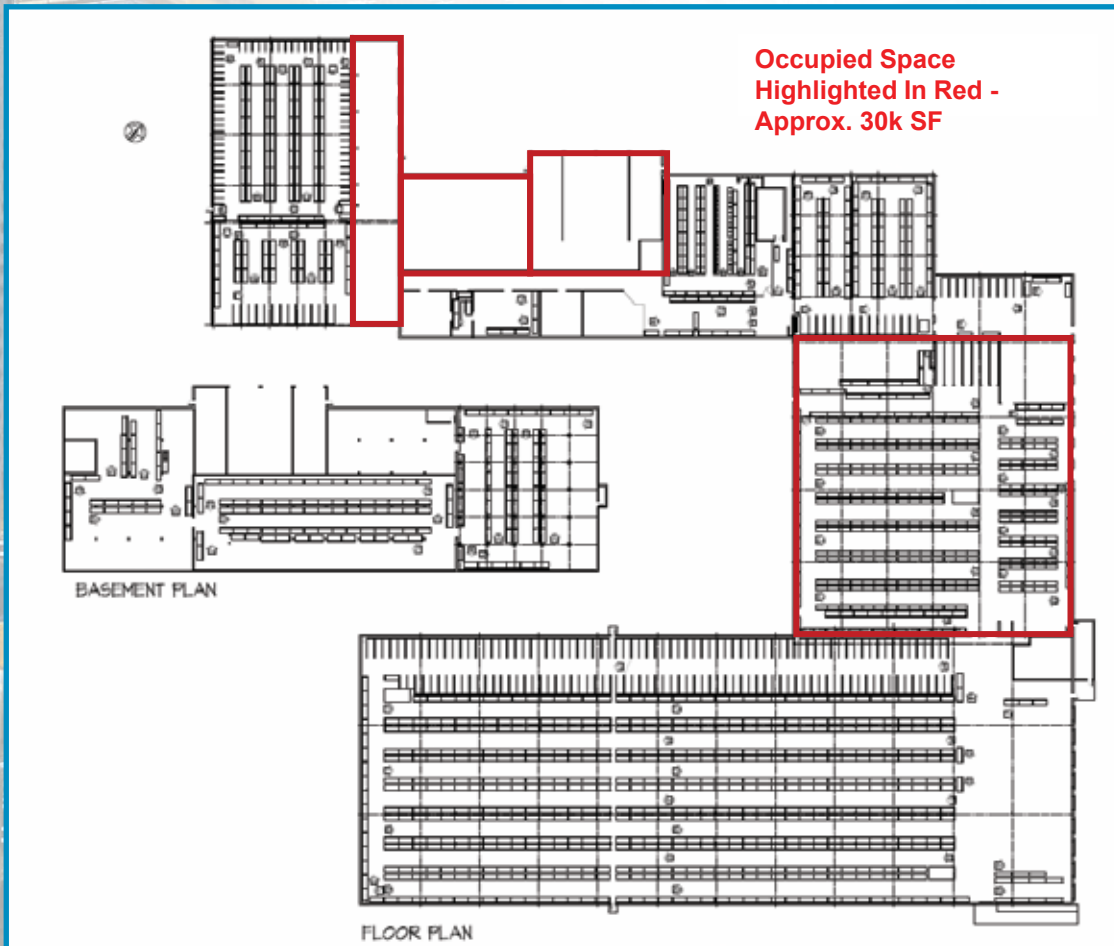 Occupied Space
Highlighted In Red -
Approx. 30k SF
BASEMENT PLAN
FLOOR PLAN